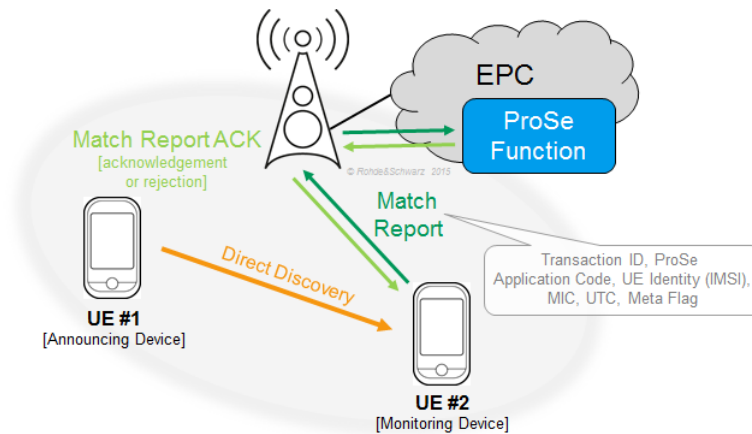 EPC
ProSe
Function
Match Report ACK
[acknowledgement
or rejection]
© Rohde&Schwarz 2015
Match
Report
Direct Discovery
Transaction ID, ProSe
Application Code, UE Identity (IMSI),
MIC, UTC, Meta Flag
UE #1
[Announcing Device]
UE #2
[Monitoring Device]